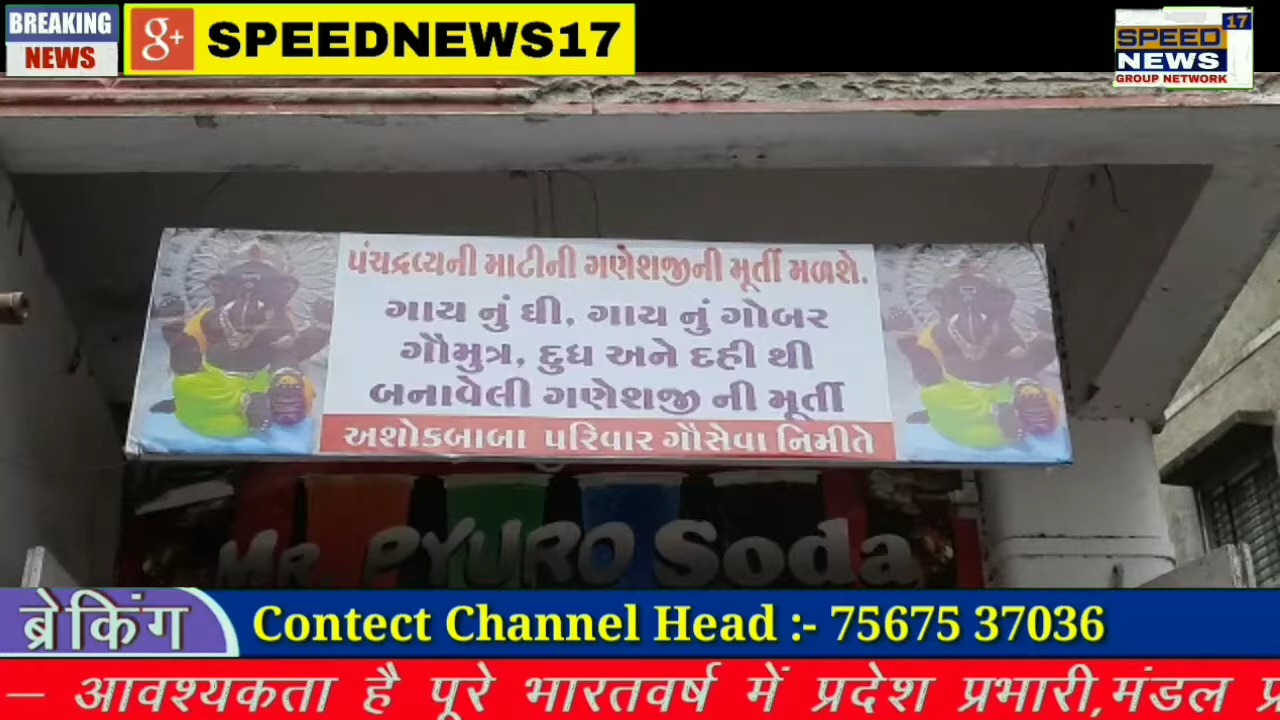 BREAKING
NEWS
g+ SPEEDNEWS17
17
SPEED
NEWS
GROUP NETWORK
પંચદ્રવ્યની માટીની ગણેશજીની મૂર્તી મળશે.
ગાય નું ઘી, ગાય નું ગોબર
ગૌમુત્ર, દુધ અને દહી થી
બનાવેલી ગણેશજી ની મૂર્તી
અશોકબાબા પરિવાર ગૌસેવા નિમીતે
MR. PYURO Soda
ब्रेकिंग
Contect Channel Head :- 75675 37036
– आवश्यकता है पूरे भारतवर्ष में प्रदेश प्रभारी,मंडल प्र